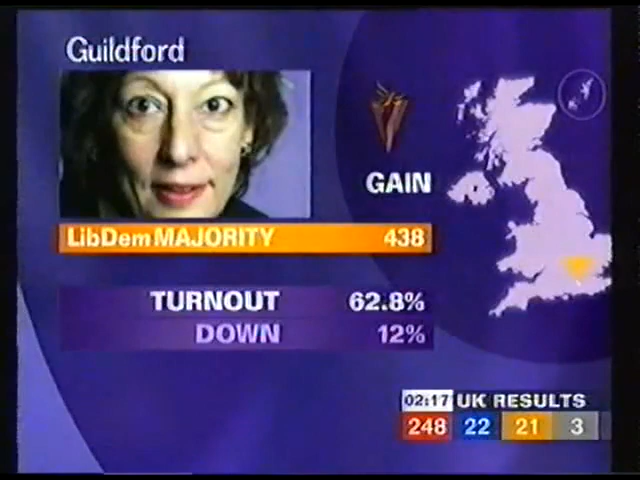 Guildford
GAIN
LibDem MAJORITY 438
TURNOUT 62.8%
DOWN 12%
02:17 UK RESULTS
248 22 21 3